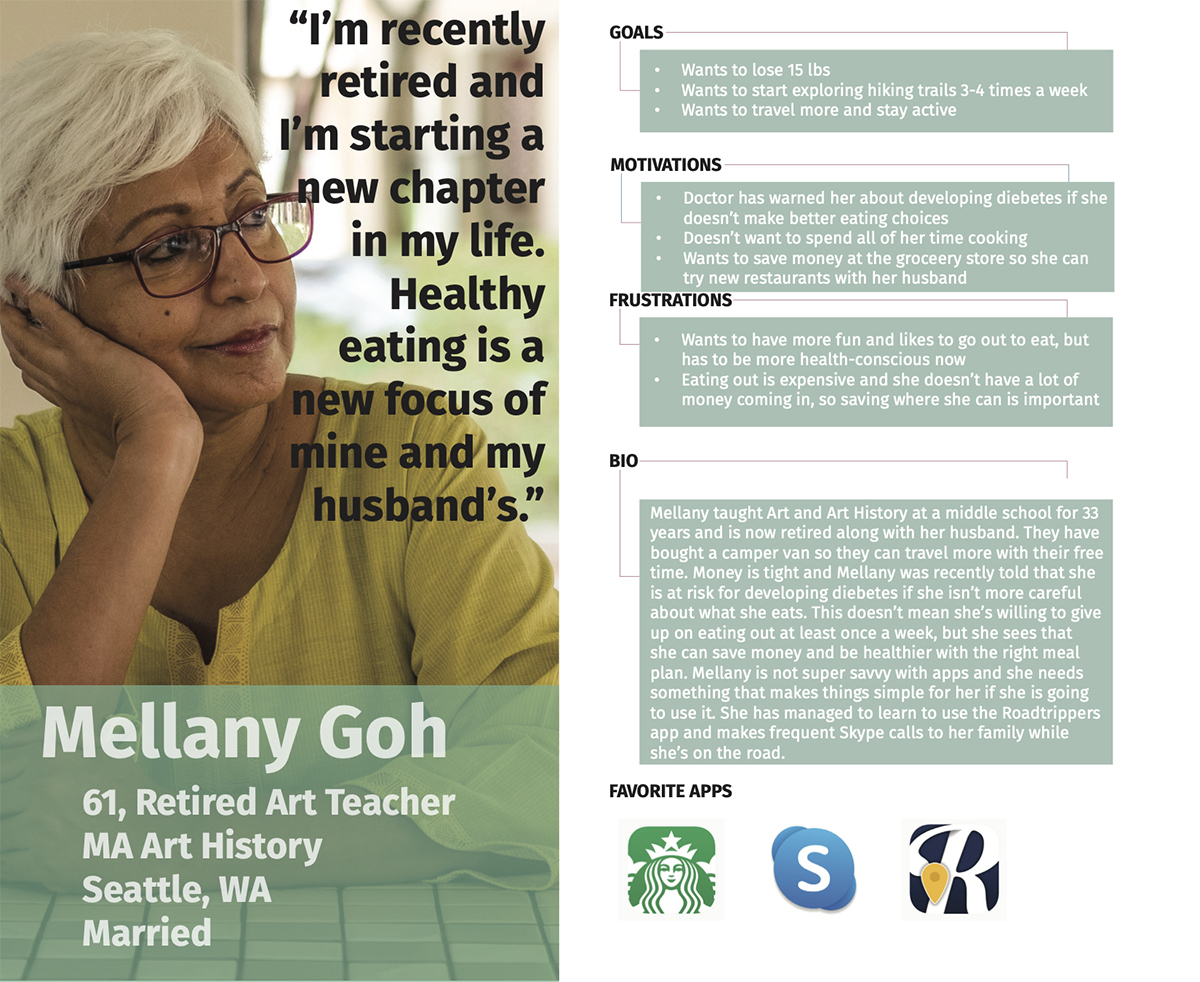 “I’m recently
retired and
I’m starting a
new chapter
in my life.
Healthy
eating is a
new focus of
mine and my
husband’s.”
Mellany Goh
61, Retired Art Teacher
MA Art History
Seattle, WA
Married
GOALS
• Wants to lose 15 lbs
• Wants to start exploring hiking trails 3-4 times a week
• Wants to travel more and stay active
MOTIVATIONS
• Doctor has warned her about developing diebetes if she
doesn’t make better eating choices
• Doesn’t want to spend all of her time cooking
• Wants to save money at the groceery store so she can
try new restaurants with her husband
FRUSTRATIONS
• Wants to have more fun and likes to go out to eat, but
has to be more health-conscious now
• Eating out is expensive and she doesn’t have a lot of
money coming in, so saving where she can is important
BIO
Mellany taught Art and Art History at a middle school for 33
years and is now retired along with her husband. They have
bought a camper van so they can travel more with their free
time. Money is tight and Mellany was recently told that she
is at risk for developing diebetes if she isn’t more careful
about what she eats. This doesn’t mean she’s willing to give
up on eating out at least once a week, but she sees that
she can save money and be healthier with the right meal
plan. Mellany is not super savvy with apps and she needs
something that makes things simple for her if she is going
to use it. She has managed to learn to use the Roadtrippers
app and makes frequent Skype calls to her family while
she’s on the road.
FAVORITE APPS
S
R